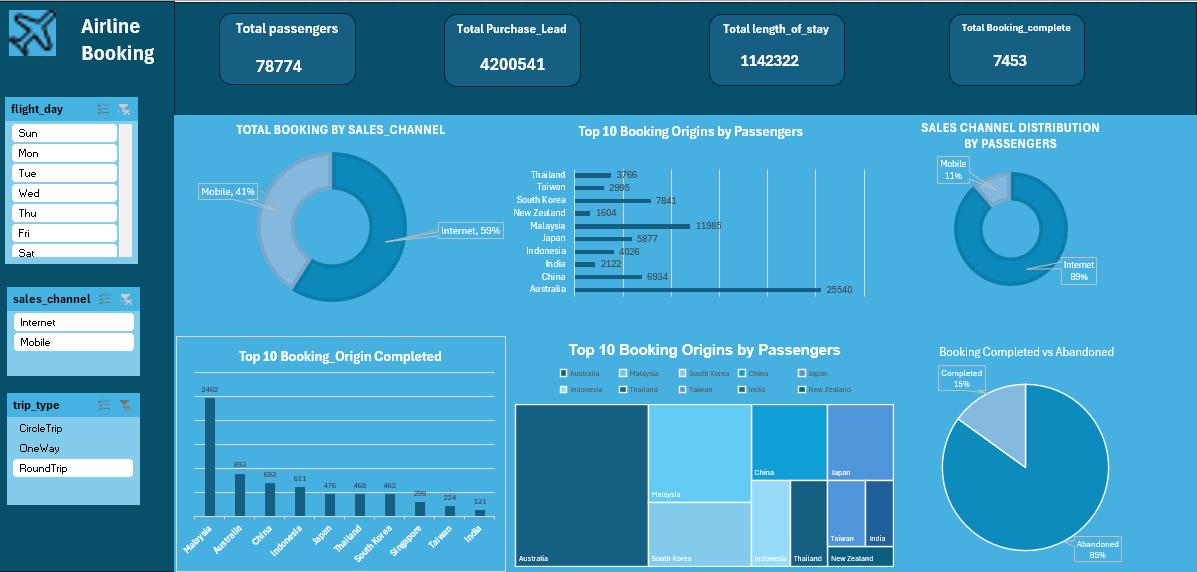 Airline
Booking
Total passengers
78774
Total Purchase_Lead
4200541
Total length_of_stay
1142322
Total Booking_complete
7453
flight_day
Sun
Mon
Tue
Wed
Thu
Fri
Sat
sales_channel
Internet
Mobile
trip_type
CircleTrip
OneWay
RoundTrip
TOTAL BOOKING BY SALES_CHANNEL
Mobile, 41%
Internet, 59%
Top 10 Booking Origins by Passengers
Thailand 3766
Taiwan 2995
South Korea 7841
New Zealand 1604
Malaysia 11985
Japan 5877
Indonesia 4026
India 2122
China 6934
Australia 25540
SALES CHANNEL DISTRIBUTION
BY PASSENGERS
Mobile
11%
Internet
89%
Top 10 Booking_Origin Completed
2462
893
693
611
476
468
462
299
224
131
Malaysia
Australia
China
Indonesia
Japan
Thailand
South Korea
Singapore
Taiwan
India
Top 10 Booking Origins by Passengers
Australia Malaysia South Korea China Japan
Indonesia Thailand Taiwan India New Zealand
Australia
Malaysia
South Korea
China
Japan
Indonesia
Thailand
Taiwan
India
New Zealand
Booking Completed vs Abandoned
Completed
15%
Abandoned
85%